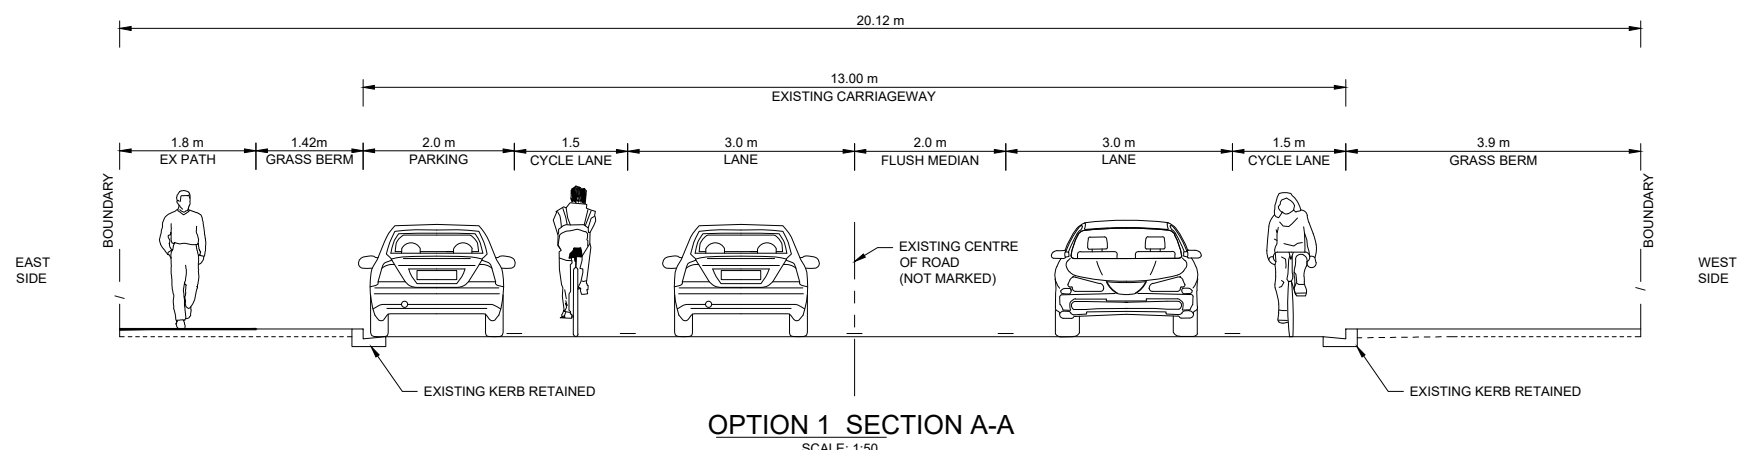 20.12 m
13.00 m
EXISTING CARRIAGEWAY
1.8 m
EX PATH
1.42m
GRASS BERM
2.0 m
PARKING
1.5
CYCLE LANE
3.0 m
LANE
2.0 m
FLUSH MEDIAN
3.0 m
LANE
1.5 m
CYCLE LANE
3.9 m
GRASS BERM
BOUNDARY
BOUNDARY
EAST
SIDE
EXISTING CENTRE
OF ROAD
(NOT MARKED)
WEST
SIDE
EXISTING KERB RETAINED
EXISTING KERB RETAINED
OPTION 1 SECTION A-A
SCALE: 1:50